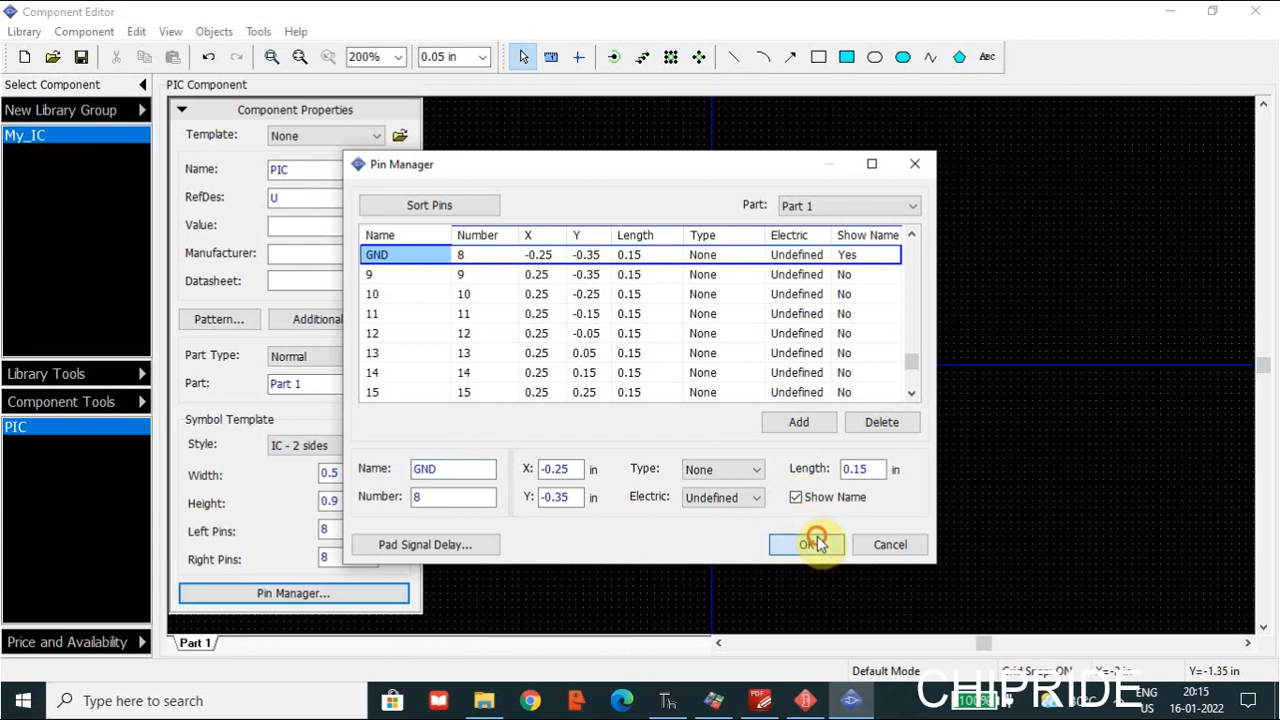 Component Editor
Library Component Edit View Objects Tools Help
200% 0.05 in ABC
Select Component PIC Component
New Library Group
My_IC
Library Tools
Component Tools
PIC
Price and Availability
Component Properties
Template: None
Name: PIC
RefDes: U
Value:
Manufacturer:
Datasheet:
Pattern... Additional
Part Type: Normal
Part: Part 1
Symbol Template
Style: IC - 2 sides
Width: 0.5
Height: 0.9
Left Pins: 8
Right Pins: 8
Pin Manager...
Pin Manager
Sort Pins Part: Part 1
Name Number X Y Length Type Electric Show Name
GND 8 -0.25 -0.35 0.15 None Undefined Yes
9 9 0.25 -0.35 0.15 None Undefined No
10 10 0.25 -0.25 0.15 None Undefined No
11 11 0.25 -0.15 0.15 None Undefined No
12 12 0.25 -0.05 0.15 None Undefined No
13 13 0.25 0.05 0.15 None Undefined No
14 14 0.25 0.15 0.15 None Undefined No
15 15 0.25 0.25 0.15 None Undefined No
Add Delete
Name: GND X: -0.25 in Type: None Length: 0.15 in
Number: 8 Y: -0.35 in Electric: Undefined Show Name
Pad Signal Delay... OK Cancel
Part 1
Default Mode Grid Snap: ON Y=-1.35 in
Type here to search
CHIPRIDE
100%
ENG 20:15
US 16-01-2022